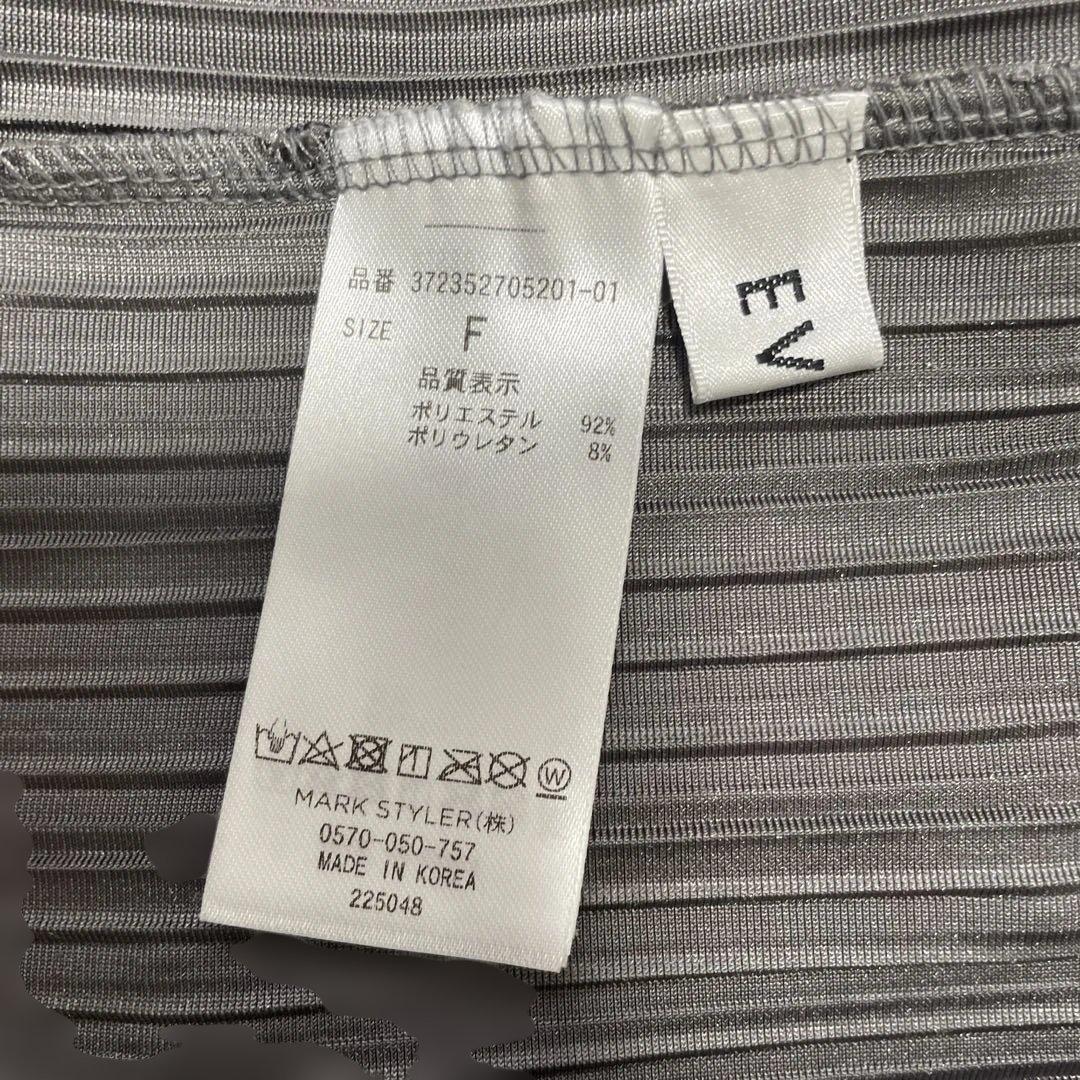 品番 372352705201-01
SIZE F
品質表示
ポリエステル 92%
ポリウレタン 8%
W
MARK STYLER(株)
0570-050-757
MADE IN KOREA
225048
EV